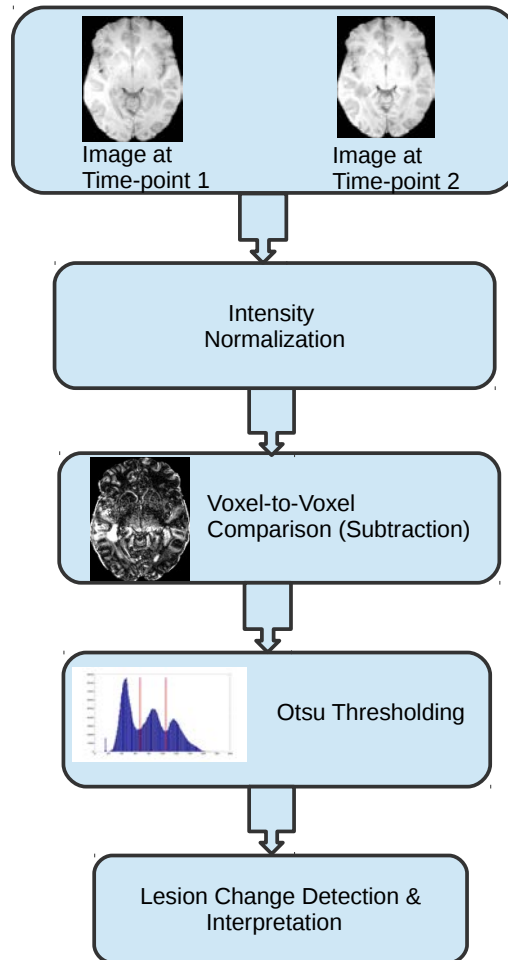 Image at
Time-point 1
Image at
Time-point 2
Intensity
Normalization
Voxel-to-Voxel
Comparison (Subtraction)
Otsu Thresholding
Lesion Change Detection &
Interpretation